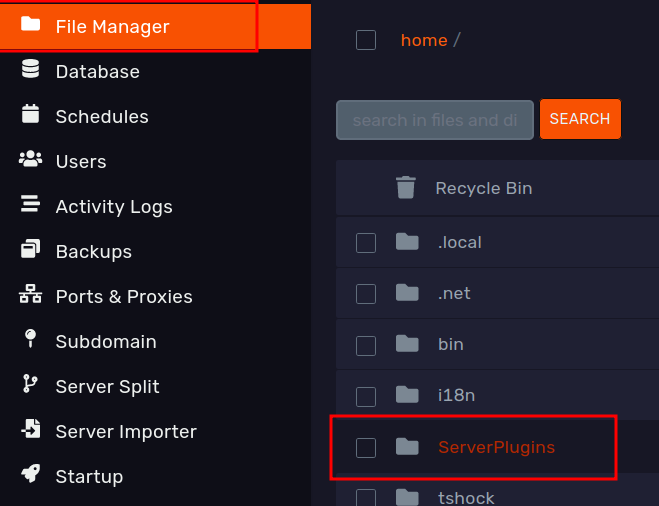 File Manager
Database
Schedules
Users
Activity Logs
Backups
Ports & Proxies
Subdomain
Server Split
Server Importer
Startup
home /
search in files and di
SEARCH
Recycle Bin
.local
.net
bin
i18n
ServerPlugins
tshock